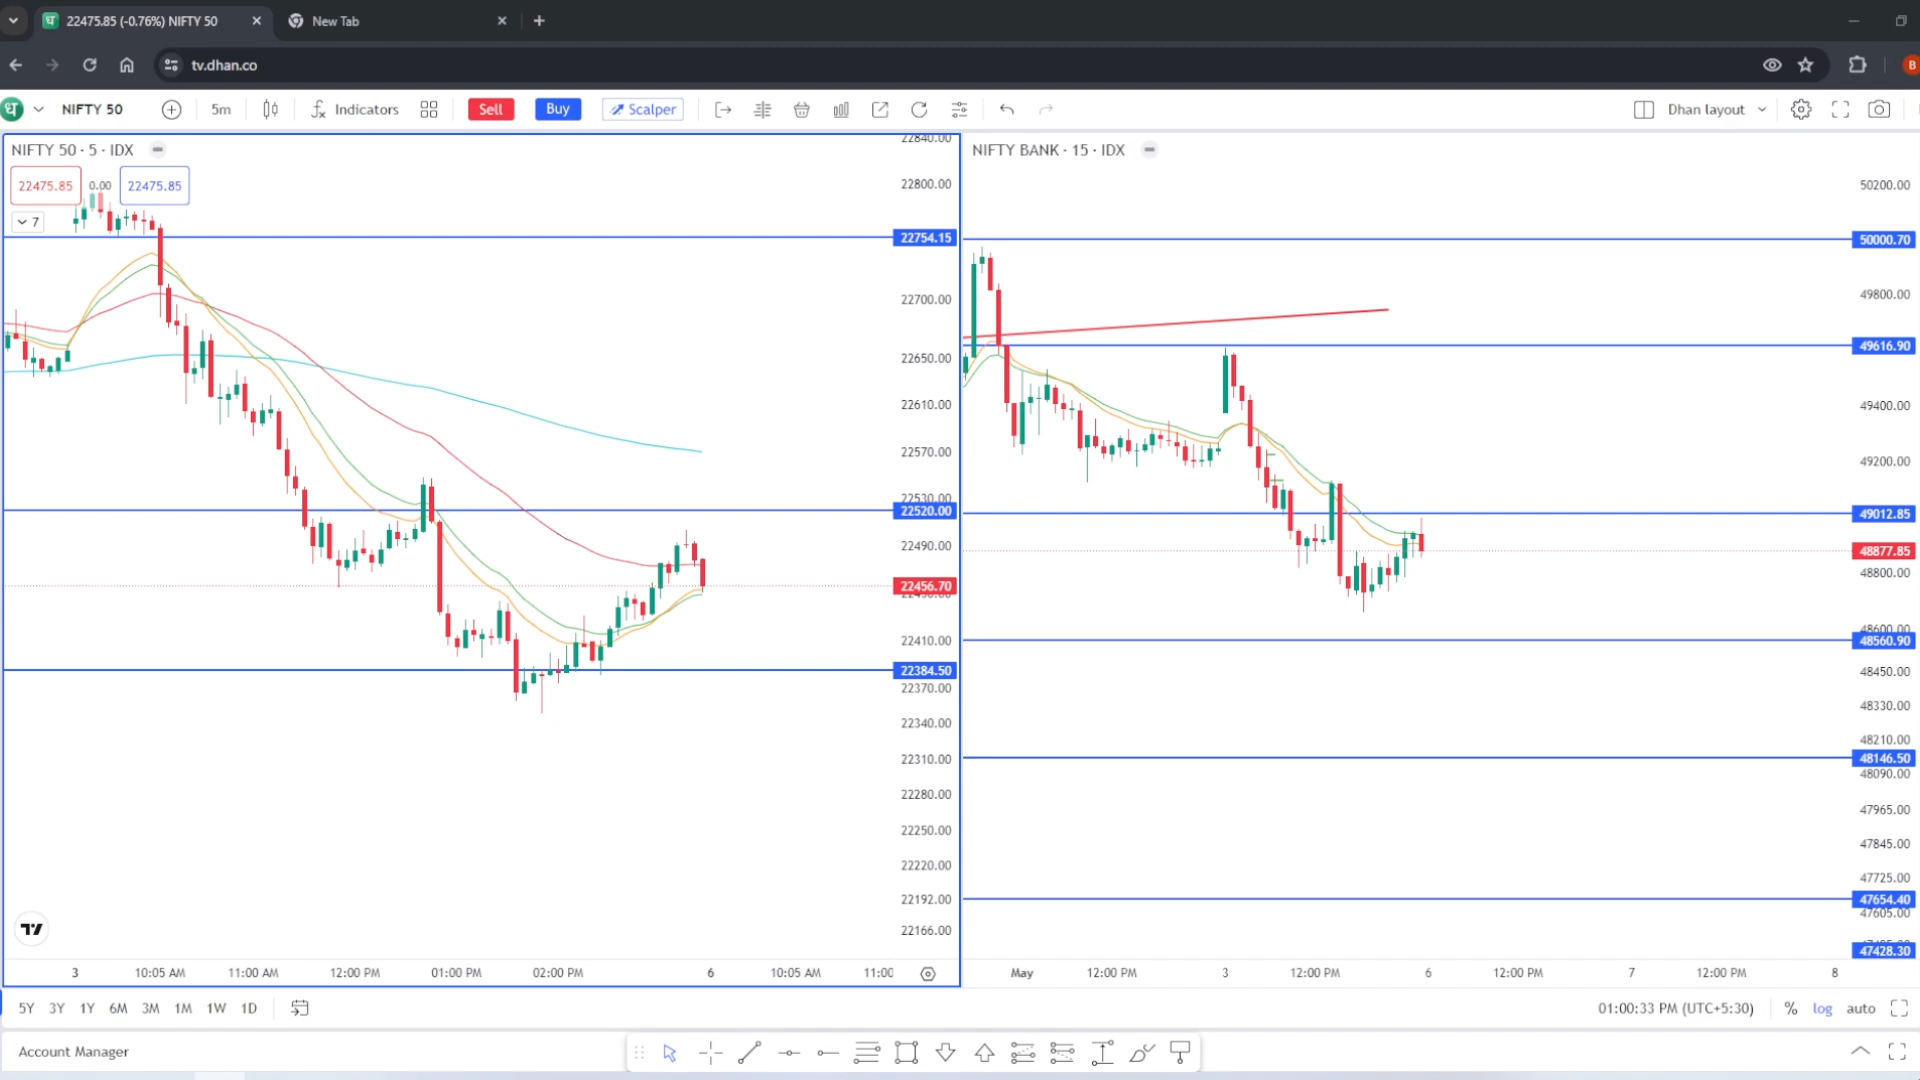 22475.85 (-0.76%) NIFTY 50
New Tab
tv.dhan.co
B
NIFTY 50
5m
Indicators
Sell
Buy
Scalper
Dhan layout
NIFTY 50 · 5 · IDX
22475.85
0.00
22475.85
7
22840.00
22800.00
22754.15
22700.00
22650.00
22610.00
22570.00
22530.00
22520.00
22490.00
22456.70
22410.00
22384.50
22370.00
22340.00
22310.00
22280.00
22250.00
22220.00
22192.00
22166.00
3
10:05 AM
11:00 AM
12:00 PM
01:00 PM
02:00 PM
6
10:05 AM
11:00
NIFTY BANK · 15 · IDX
50200.00
50000.70
49800.00
49616.90
49400.00
49200.00
49012.85
48877.85
48800.00
48600.00
48560.90
48450.00
48330.00
48210.00
48146.50
48090.00
47965.00
47845.00
47725.00
47654.40
47605.00
47428.30
May
12:00 PM
3
12:00 PM
6
12:00 PM
7
12:00 PM
8
5Y
3Y
1Y
6M
3M
1M
1W
1D
01:00:33 PM (UTC+5:30)
%
log
auto
Account Manager